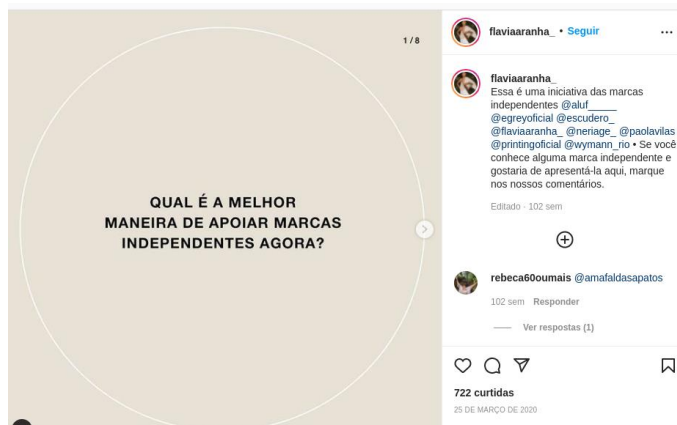 1/8
QUAL É A MELHOR
MANEIRA DE APOIAR MARCAS
INDEPENDENTES AGORA?
flaviaaranha_ • Seguir
flaviaaranha_
Essa é uma iniciativa das marcas
independentes @aluf_____
@egreyoficial @escudero_
@flaviaaranha_ @neriage_ @paolavilas
@printingoficial @wymann_rio • Se você
conhece alguma marca independente e
gostaria de apresentá-la aqui, marque
nos nossos comentários.
Editado · 102 sem
rebeca60oumais @amafaldasapatos
102 sem Responder
Ver respostas (1)
722 curtidas
25 DE MARÇO DE 2020